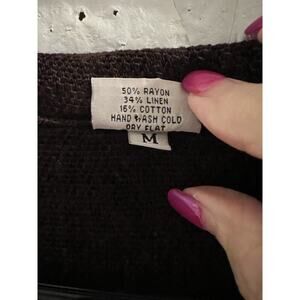 50% RAYON
34% LINEN
16% COTTON
HAND WASH COLD
DRY FLAT
M